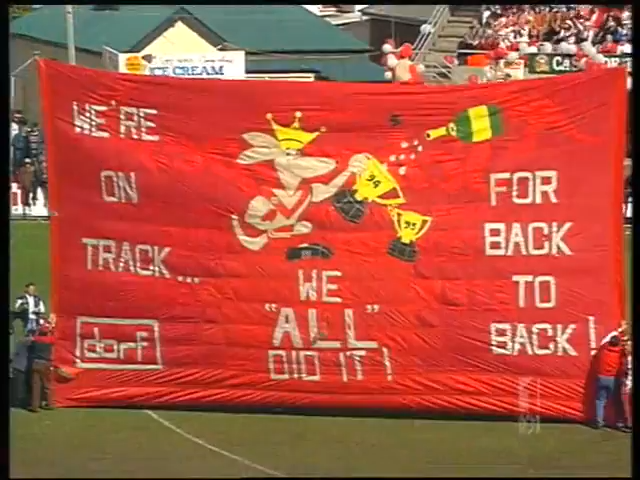 ICE CREAM
WE'RE
ON
TRACK...
dorf
94
95
WE
"ALL"
DID IT!
FOR
BACK
TO
BACK!